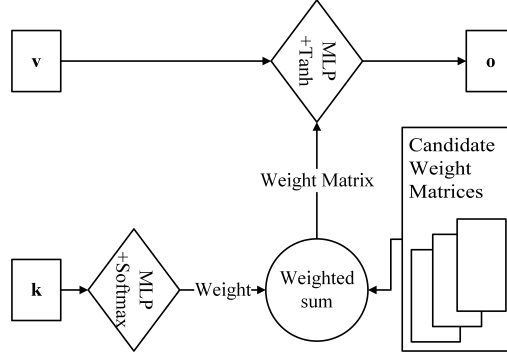 v
MLP
+Tanh
o
Candidate
Weight
Matrices
Weight Matrix
k
MLP
+Softmax
Weight
Weighted
sum